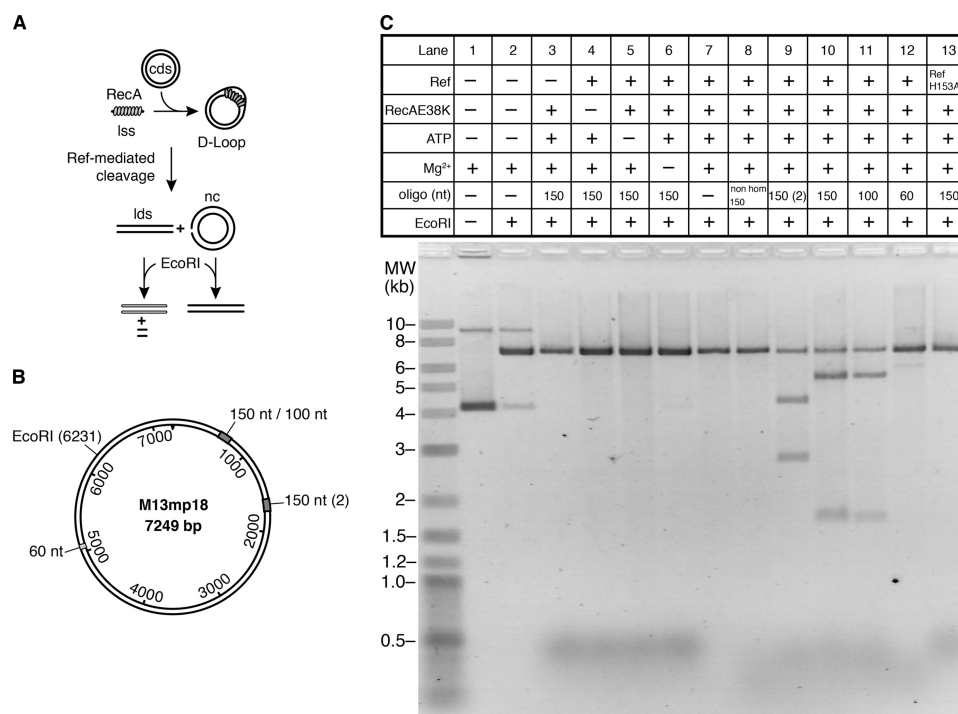 A
cds
RecA
lss
D-Loop
Ref-mediated
cleavage
lds
+
nc
EcoRI
+
B
150 nt / 100 nt
EcoRI (6231)
7000
1000
6000
M13mp18
7249 bp
150 nt (2)
2000
60 nt
5000
4000
3000
C
Lane 1 2 3 4 5 6 7 8 9 10 11 12 13
Ref – – – + + + + + + + + + Ref H153A
RecAE38K – – + – + + + + + + + + +
ATP – – + + – + + + + + + + +
Mg2+ + + + + + – + + + + + + +
oligo (nt) – – 150 150 150 150 – non hom 150 150 (2) 150 100 60 150
EcoRI – + + + + + + + + + + + +
MW
(kb)
10–
8–
6–
5–
4–
3–
2–
1.5–
1.2–
1.0–
0.5–